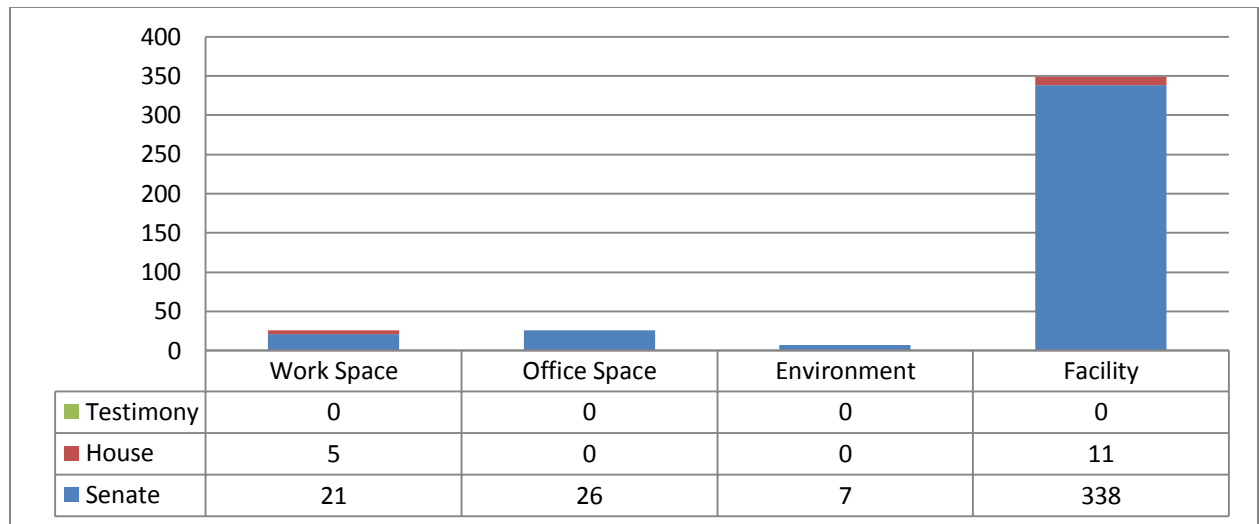 400
350
300
250
200
150
100
50
0
Work Space Office Space Environment Facility
Testimony 0 0 0 0
House 5 0 0 11
Senate 21 26 7 338